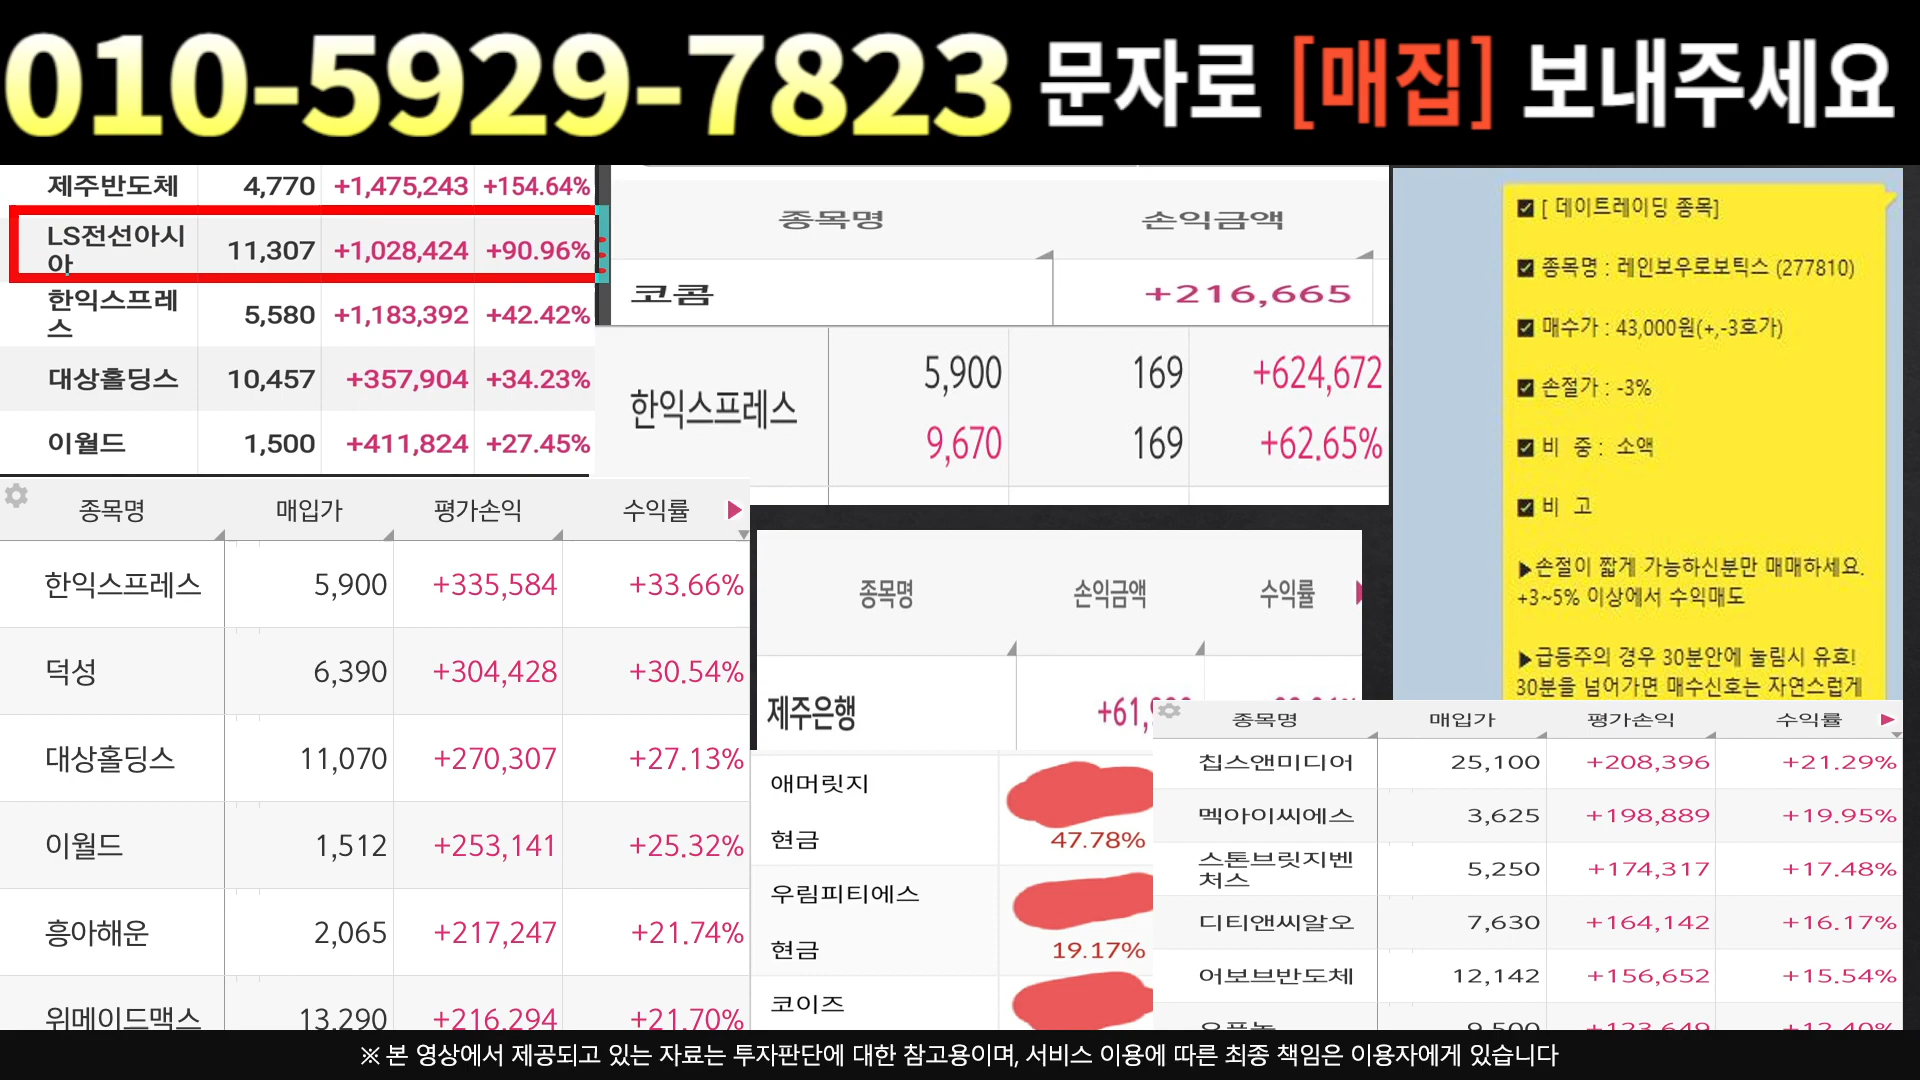 010-5929-7823 문자로 [매집] 보내주세요
제주반도체 4,770 +1,475,243 +154.64%
LS전선아시아 11,307 +1,028,424 +90.96%
한익스프레스 5,580 +1,183,392 +42.42%
대상홀딩스 10,457 +357,904 +34.23%
이월드 1,500 +411,824 +27.45%
종목명 손익금액
코콤 +216,665
한익스프레스 5,900 169 +624,672
9,670 169 +62.65%
[ 데이트레이딩 종목]
종목명 : 레인보우로보틱스 (277810)
매수가 : 43,000원(+,-3호가)
손절가 : -3%
비 중 : 소액
비 고
▶손절이 짧게 가능하신분만 매매하세요.
+3~5% 이상에서 수익매도
▶급등주의 경우 30분안에 눌림시 유효!
30분을 넘어가면 매수신호는 자연스럽게
종목명 매입가 평가손익 수익률
한익스프레스 5,900 +335,584 +33.66%
덕성 6,390 +304,428 +30.54%
대상홀딩스 11,070 +270,307 +27.13%
이월드 1,512 +253,141 +25.32%
흥아해운 2,065 +217,247 +21.74%
위메이드맥스 13,290 +216,294 +21.70%
종목명 손익금액 수익률
제주은행 +61,
애머릿지
현금 47.78%
우림피티에스
현금 19.17%
코이즈
종목명 매입가 평가손익 수익률
칩스앤미디어 25,100 +208,396 +21.29%
멕아이씨에스 3,625 +198,889 +19.95%
스톤브릿지벤처스 5,250 +174,317 +17.48%
디티앤씨알오 7,630 +164,142 +16.17%
어보브반도체 12,142 +156,652 +15.54%
9,500 +123,649 +12.40%
※ 본 영상에서 제공되고 있는 자료는 투자판단에 대한 참고용이며, 서비스 이용에 따른 최종 책임은 이용자에게 있습니다